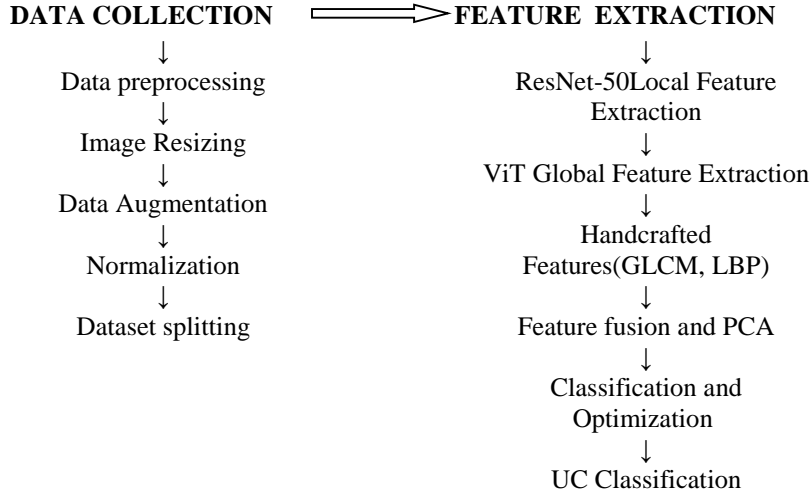 DATA COLLECTION
↓
Data preprocessing
↓
Image Resizing
↓
Data Augmentation
↓
Normalization
↓
Dataset splitting
FEATURE EXTRACTION
↓
ResNet-50Local Feature
Extraction
↓
ViT Global Feature Extraction
↓
Handcrafted
Features(GLCM, LBP)
↓
Feature fusion and PCA
↓
Classification and
Optimization
↓
UC Classification